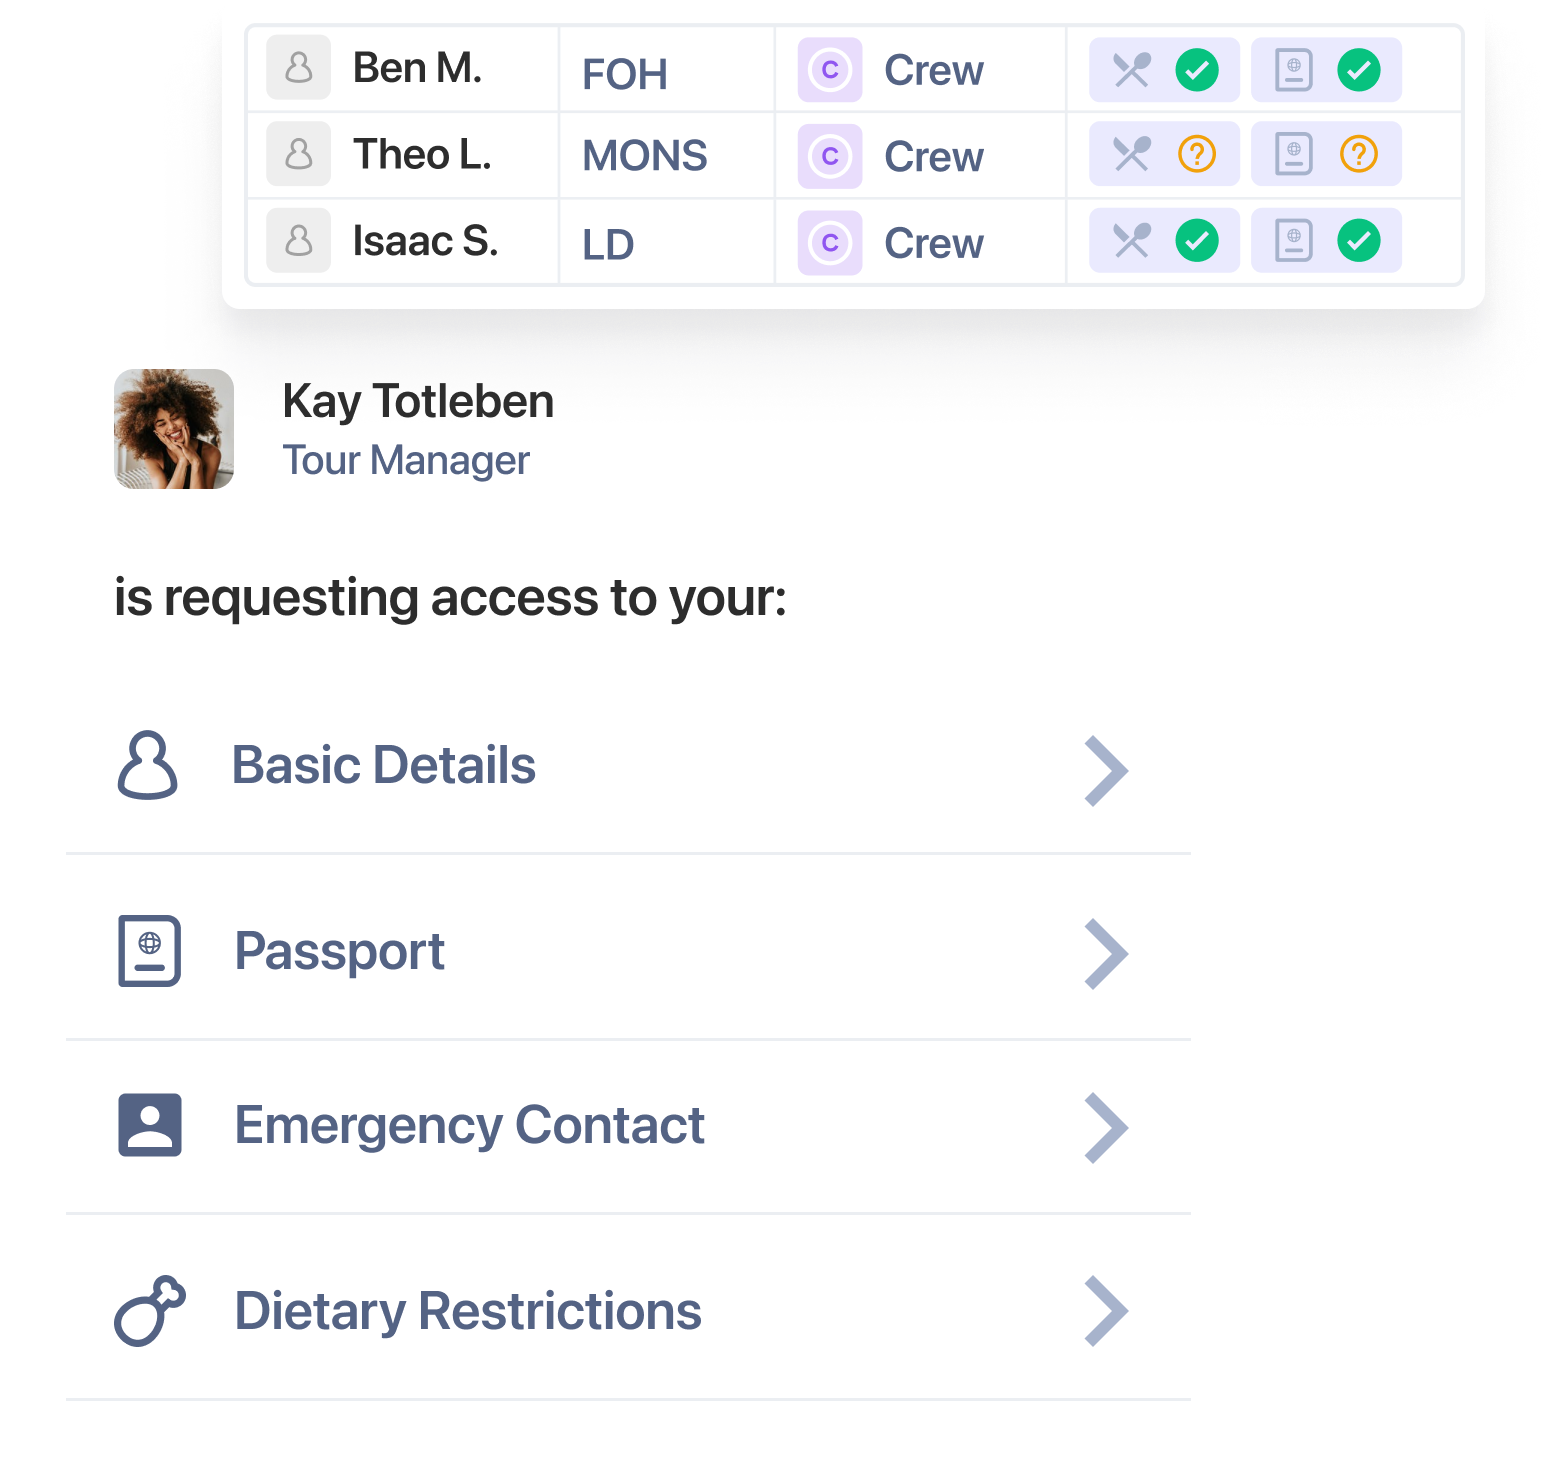 Ben M. FOH C Crew
Theo L. MONS C Crew ? ?
Isaac S. LD C Crew
Kay Totleben
Tour Manager
is requesting access to your:
Basic Details
Passport
Emergency Contact
Dietary Restrictions